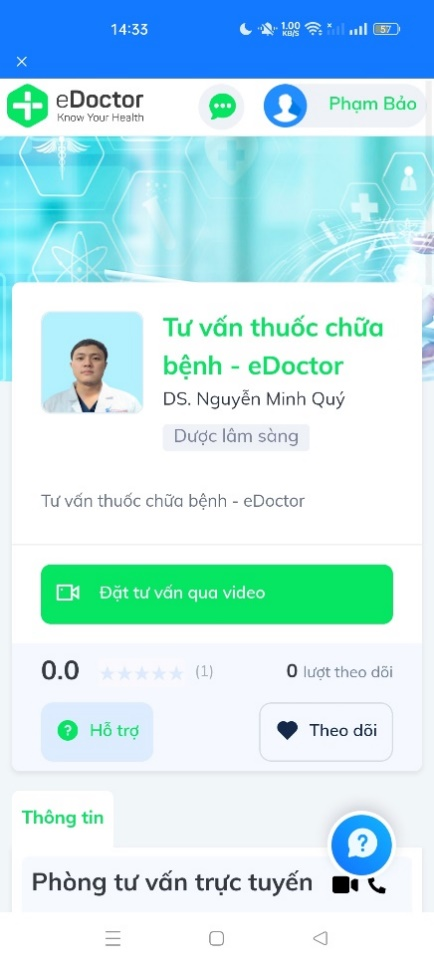 14:33
1.00
KB/S
57
eDoctor
Know Your Health
Phạm Bảo
Tư vấn thuốc chữa
bệnh - eDoctor
DS. Nguyễn Minh Quý
Dược lâm sàng
Tư vấn thuốc chữa bệnh - eDoctor
Đặt tư vấn qua video
0.0 (1) 0 lượt theo dõi
Hỗ trợ Theo dõi
Thông tin
Phòng tư vấn trực tuyến